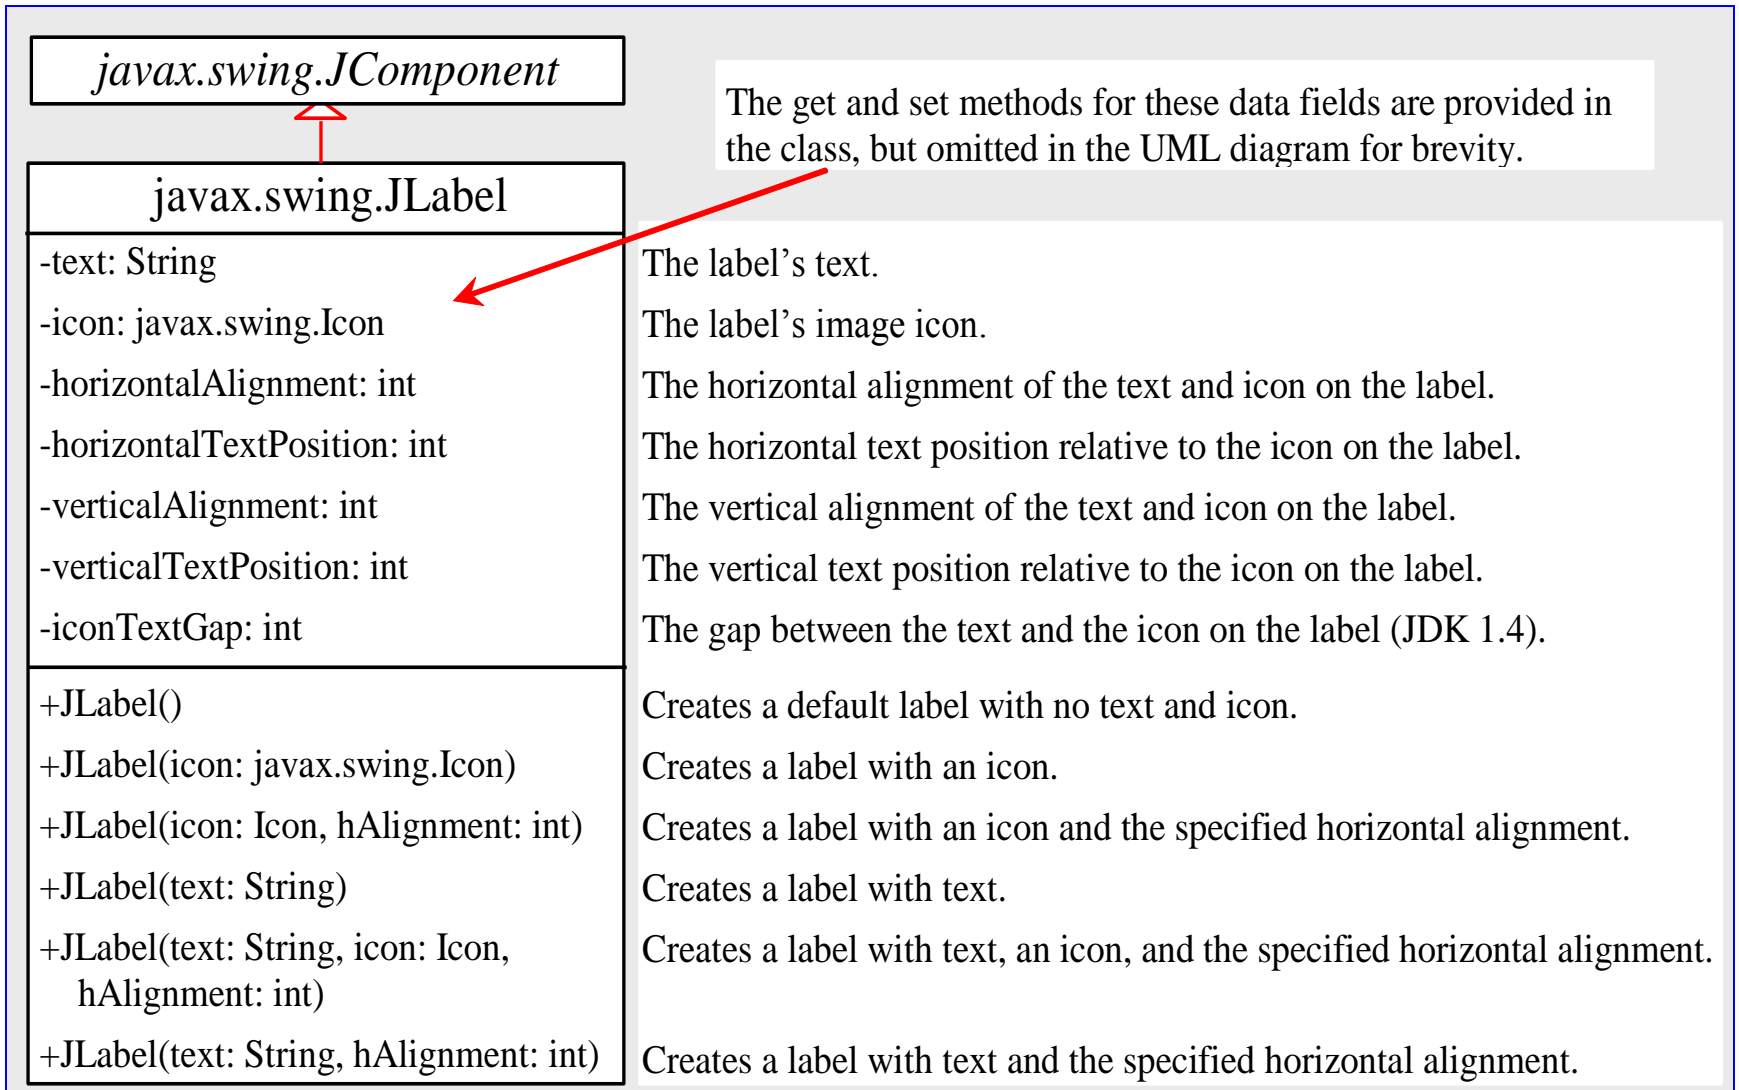 javax.swing.JComponent
The get and set methods for these data fields are provided in
the class, but omitted in the UML diagram for brevity.
javax.swing.JLabel
-text: String
The label’s text.
-icon: javax.swing.Icon
The label’s image icon.
-horizontalAlignment: int
The horizontal alignment of the text and icon on the label.
-horizontalTextPosition: int
The horizontal text position relative to the icon on the label.
-verticalAlignment: int
The vertical alignment of the text and icon on the label.
-verticalTextPosition: int
The vertical text position relative to the icon on the label.
-iconTextGap: int
The gap between the text and the icon on the label (JDK 1.4).
+JLabel()
Creates a default label with no text and icon.
+JLabel(icon: javax.swing.Icon)
Creates a label with an icon.
+JLabel(icon: Icon, hAlignment: int)
Creates a label with an icon and the specified horizontal alignment.
+JLabel(text: String)
Creates a label with text.
+JLabel(text: String, icon: Icon,
hAlignment: int)
Creates a label with text, an icon, and the specified horizontal alignment.
+JLabel(text: String, hAlignment: int)
Creates a label with text and the specified horizontal alignment.